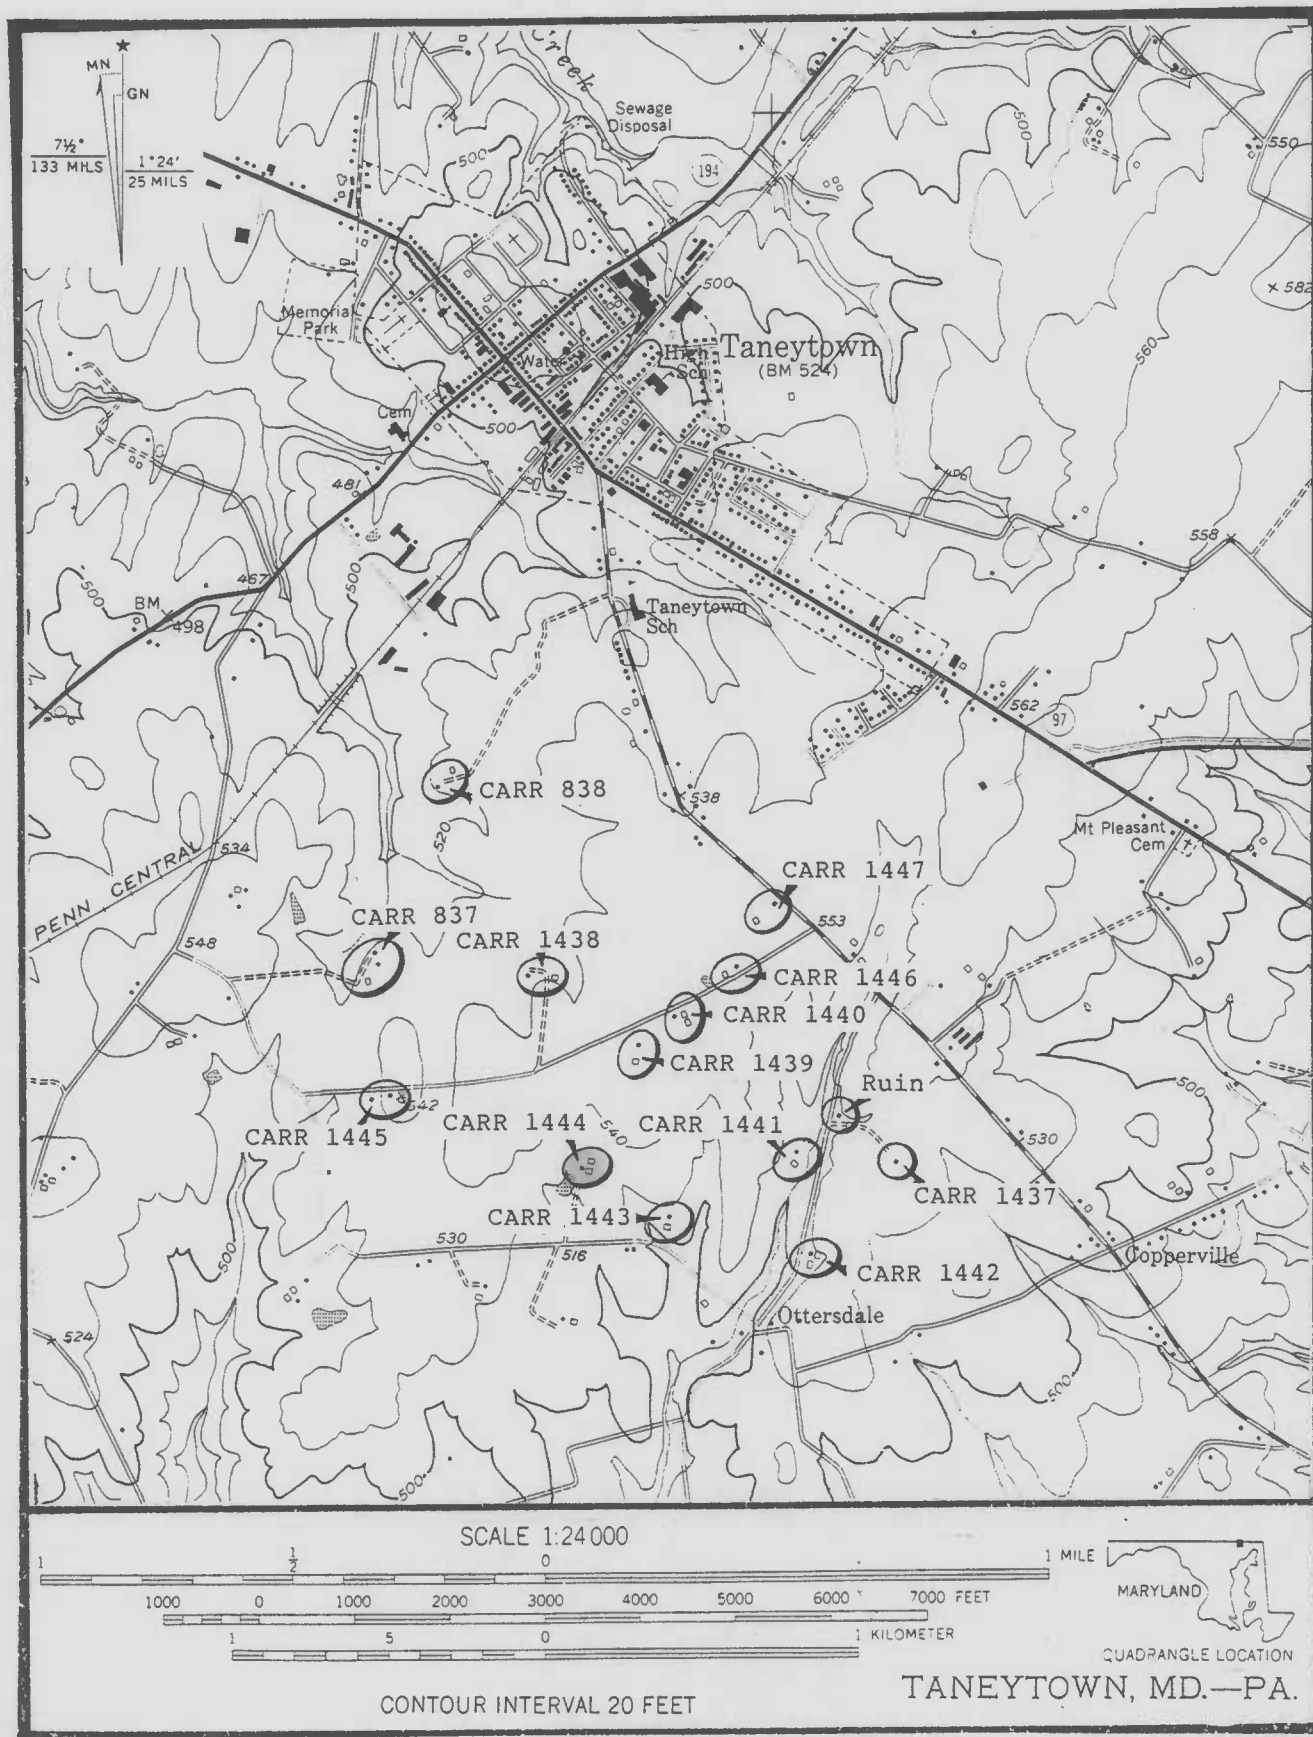 MN
GN
7½°
133 MILS
1°24'
25 MILS
Creek
Sewage
Disposal
500
194
500
550
582
500
560
Memorial
Park
Water
High
Sch
Taneytown
(BM 524)
Cem
500
481
558
467
500
500
BM
498
Taneytown
Sch
562
97
CARR 838
538
520
Mt Pleasant
Cem
PENN CENTRAL
534
CARR 1447
CARR 837
553
548
CARR 1438
CARR 1446
CARR 1440
CARR 1439
500
Ruin
542
CARR 1444
540
CARR 1441
CARR 1445
530
CARR 1437
CARR 1443
530
516
500
Copperville
CARR 1442
Ottersdale
524
500
500
SCALE 1:24000
1 ½ 0 1 MILE
1000 0 1000 2000 3000 4000 5000 6000 7000 FEET
1 5 0 1 KILOMETER
CONTOUR INTERVAL 20 FEET
MARYLAND
QUADRANGLE LOCATION
TANEYTOWN, MD.—PA.